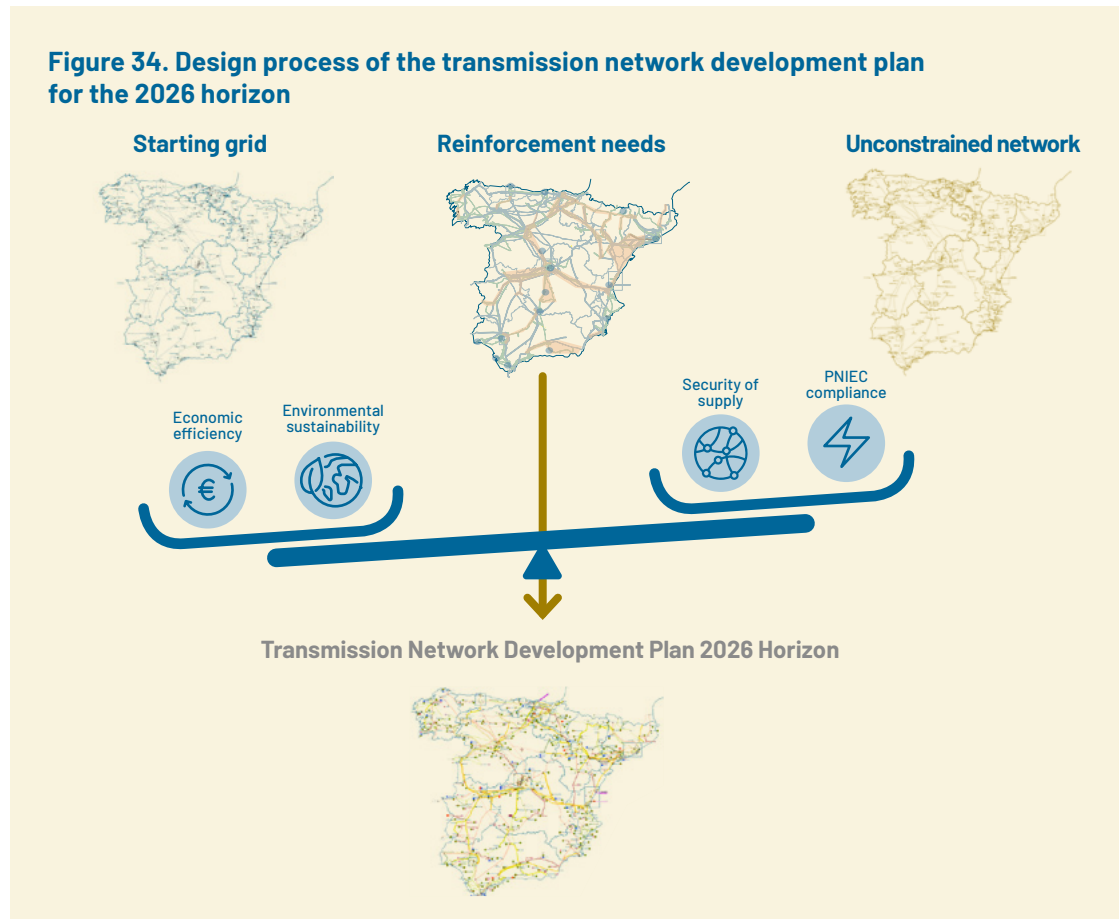 Figure 34. Design process of the transmission network development plan
for the 2026 horizon
Starting grid
Reinforcement needs
Unconstrained network
Economic
efficiency
Environmental
sustainability
Security of
supply
PNIEC
compliance
€
Transmission Network Development Plan 2026 Horizon